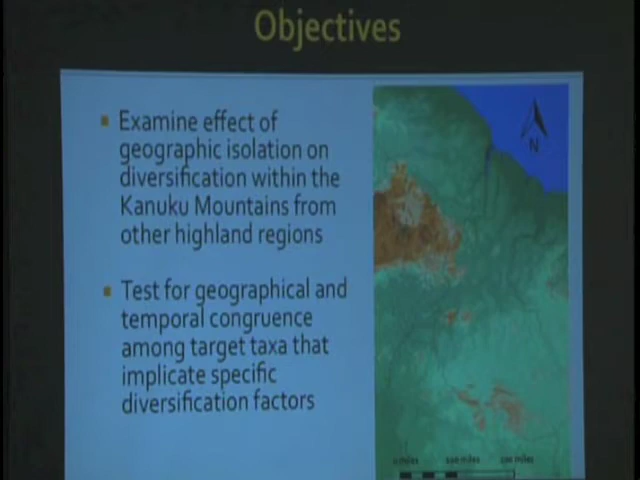 Objectives
Examine effect of
geographic isolation on
diversification within the
Kanuku Mountains from
other highland regions
Test for geographical and
temporal congruence
among target taxa that
implicate specific
diversification factors
N